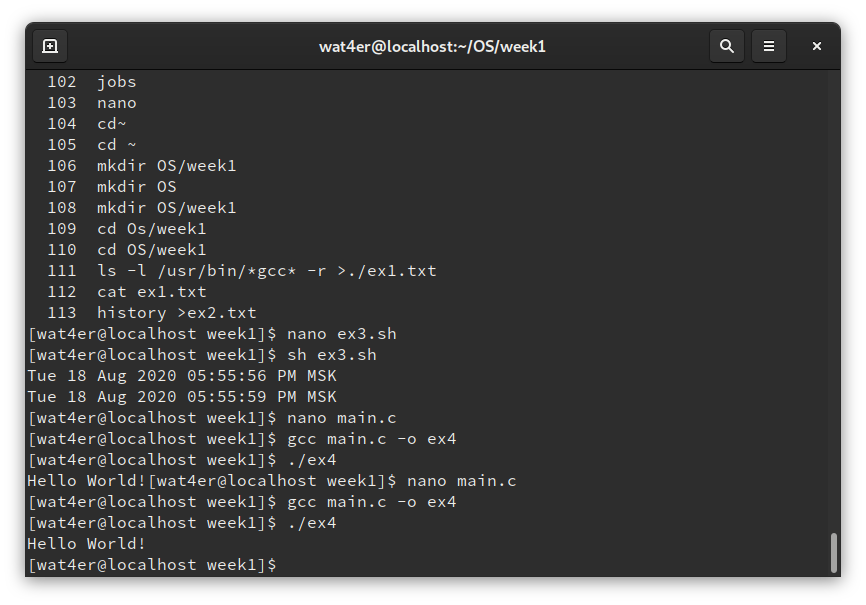 wat4er@localhost:~/OS/week1
102 jobs
103 nano
104 cd~
105 cd ~
106 mkdir OS/week1
107 mkdir OS
108 mkdir OS/week1
109 cd Os/week1
110 cd OS/week1
111 ls -l /usr/bin/*gcc* -r >./ex1.txt
112 cat ex1.txt
113 history >ex2.txt
[wat4er@localhost week1]$ nano ex3.sh
[wat4er@localhost week1]$ sh ex3.sh
Tue 18 Aug 2020 05:55:56 PM MSK
Tue 18 Aug 2020 05:55:59 PM MSK
[wat4er@localhost week1]$ nano main.c
[wat4er@localhost week1]$ gcc main.c -o ex4
[wat4er@localhost week1]$ ./ex4
Hello World![wat4er@localhost week1]$ nano main.c
[wat4er@localhost week1]$ gcc main.c -o ex4
[wat4er@localhost week1]$ ./ex4
Hello World!
[wat4er@localhost week1]$